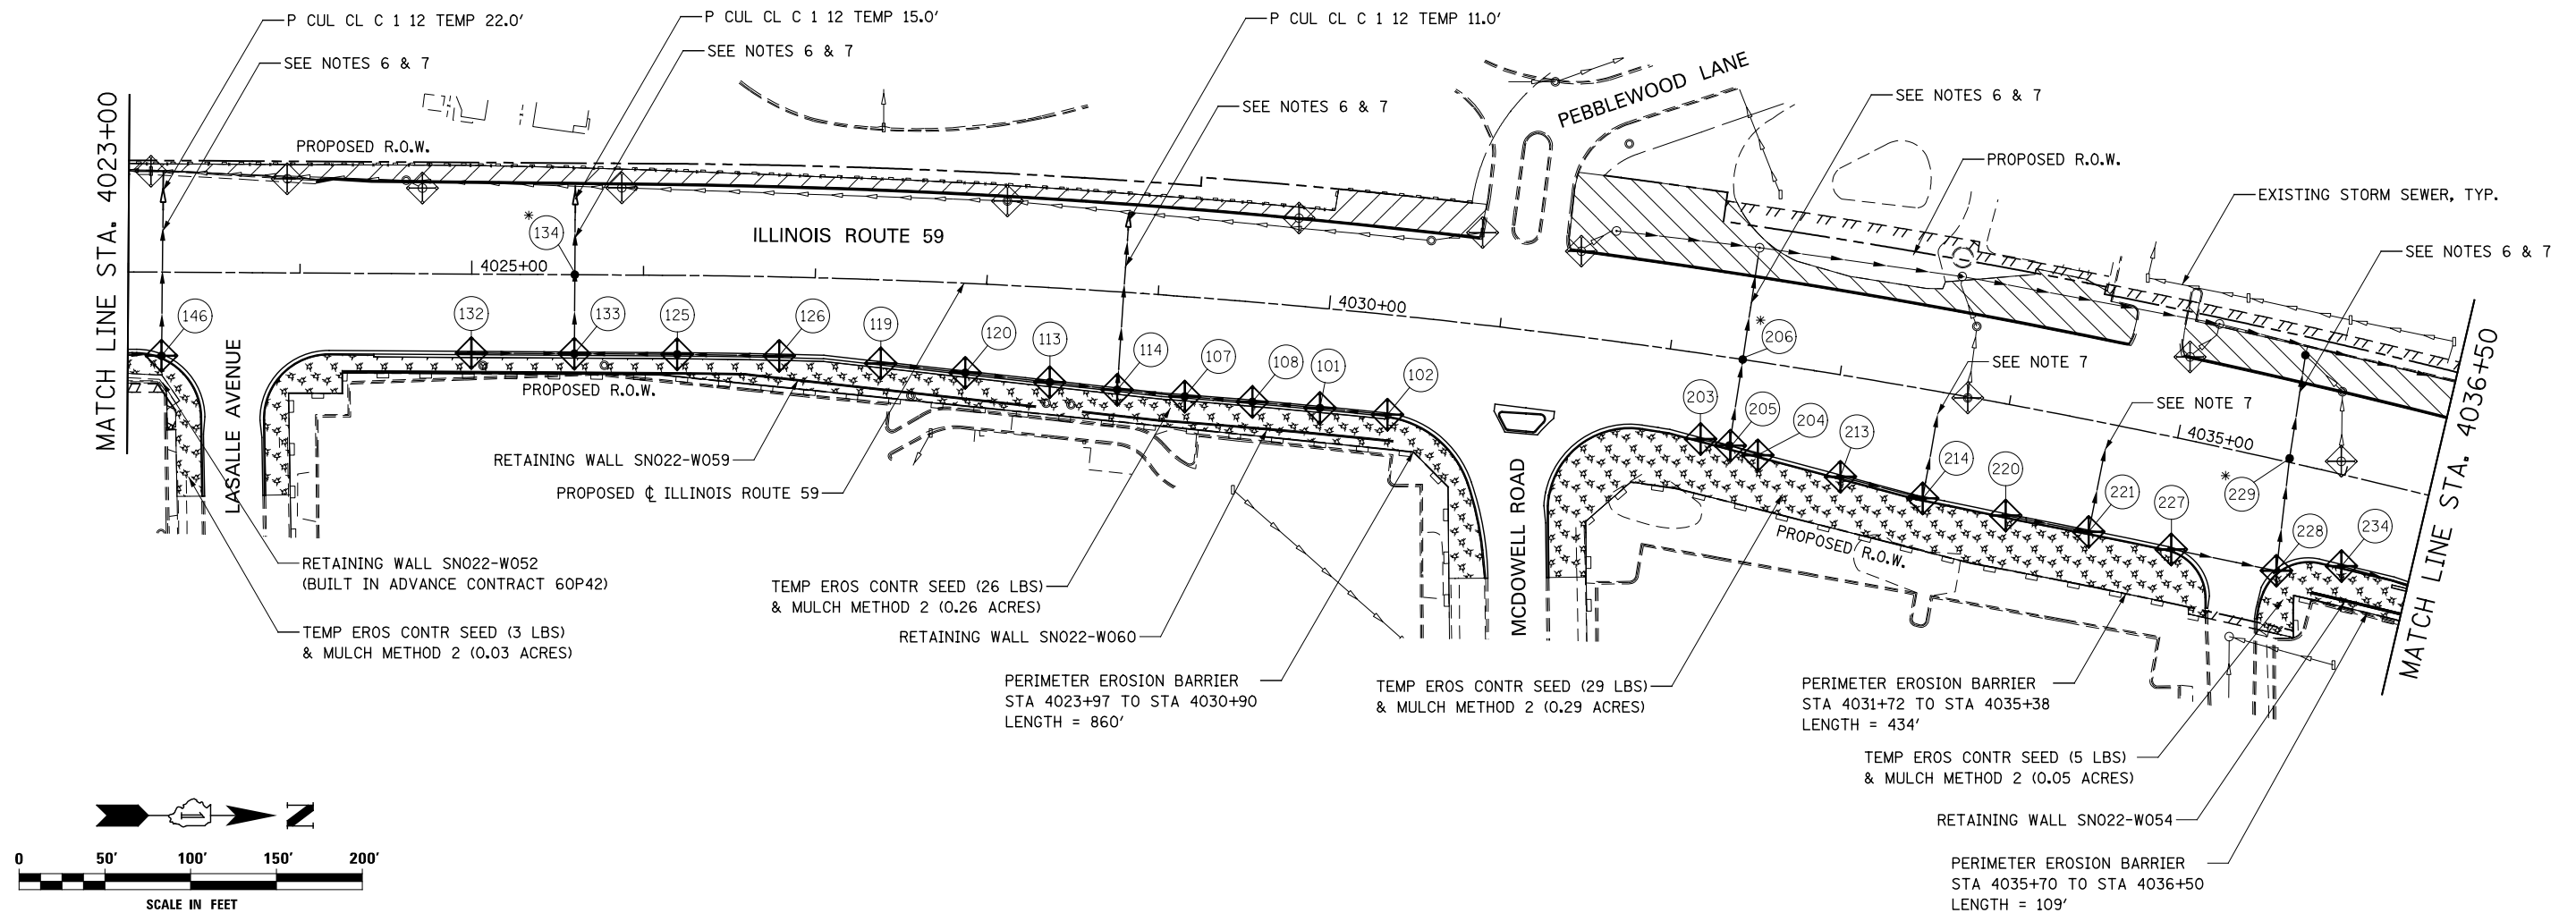 P CUL CL C 1 12 TEMP 22.0'
SEE NOTES 6 & 7
P CUL CL C 1 12 TEMP 15.0'
SEE NOTES 6 & 7
P CUL CL C 1 12 TEMP 11.0'
SEE NOTES 6 & 7
PEBBLEWOOD LANE
SEE NOTES 6 & 7
PROPOSED R.O.W.
EXISTING STORM SEWER, TYP.
SEE NOTES 6 & 7
MATCH LINE STA. 4023+00
PROPOSED R.O.W.
*
134
ILLINOIS ROUTE 59
4025+00
4030+00
4035+00
146
132
133
125
126
119
120
113
114
107
108
101
102
*
206
203
205
204
213
214
220
221
227
228
*
229
234
SEE NOTE 7
SEE NOTE 7
MATCH LINE STA. 4036+50
LASALLE AVENUE
PROPOSED R.O.W.
MCDOWELL ROAD
PROPOSED R.O.W.
RETAINING WALL SN022-W059
PROPOSED ℄ ILLINOIS ROUTE 59
RETAINING WALL SN022-W052
(BUILT IN ADVANCE CONTRACT 60P42)
TEMP EROS CONTR SEED (3 LBS)
& MULCH METHOD 2 (0.03 ACRES)
TEMP EROS CONTR SEED (26 LBS)
& MULCH METHOD 2 (0.26 ACRES)
RETAINING WALL SN022-W060
PERIMETER EROSION BARRIER
STA 4023+97 TO STA 4030+90
LENGTH = 860'
TEMP EROS CONTR SEED (29 LBS)
& MULCH METHOD 2 (0.29 ACRES)
PERIMETER EROSION BARRIER
STA 4031+72 TO STA 4035+38
LENGTH = 434'
TEMP EROS CONTR SEED (5 LBS)
& MULCH METHOD 2 (0.05 ACRES)
RETAINING WALL SN022-W054
PERIMETER EROSION BARRIER
STA 4035+70 TO STA 4036+50
LENGTH = 109'
N
0 50' 100' 150' 200'
SCALE IN FEET